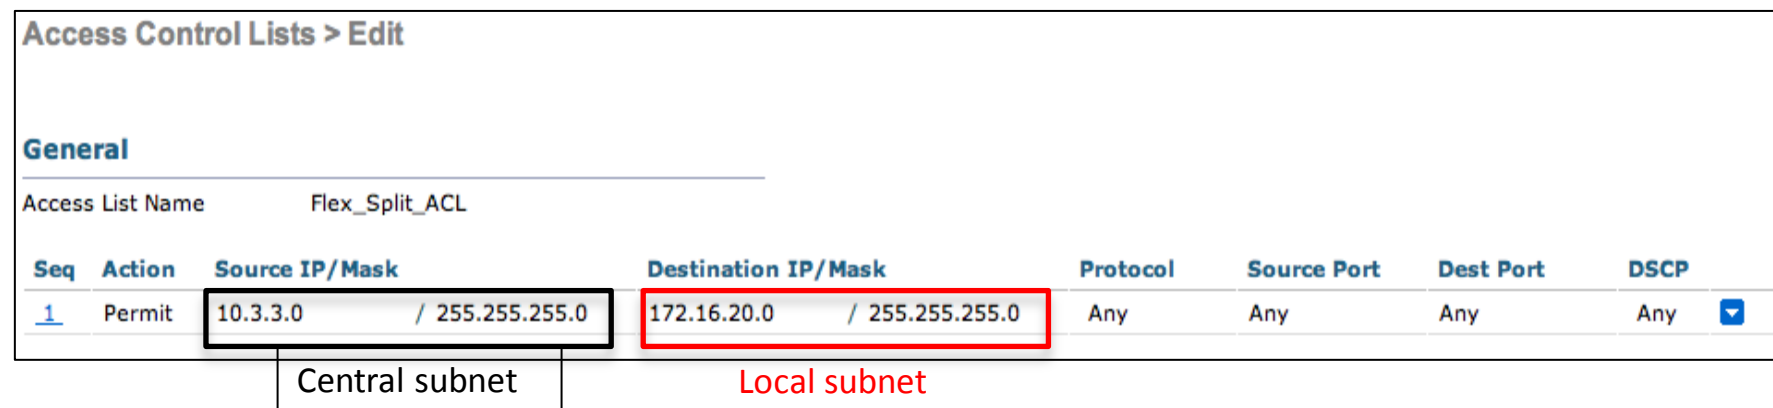 Access Control Lists > Edit
General
Access List Name Flex_Split_ACL
Seq Action Source IP/Mask Destination IP/Mask Protocol Source Port Dest Port DSCP
1 Permit 10.3.3.0 / 255.255.255.0 172.16.20.0 / 255.255.255.0 Any Any Any Any
Central subnet Local subnet